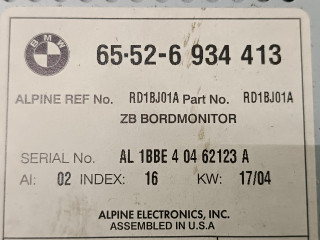 BMW
65-52-6 934 413
ALPINE REF No. RD1BJ01A Part No. RD1BJ01A
ZB BORDMONITOR
SERIAL No. AL 1BBE 4 04 62123 A
AI: 02 INDEX: 16 KW: 17/04
ALPINE ELECTRONICS, INC.
ASSEMBLED IN U.S.A